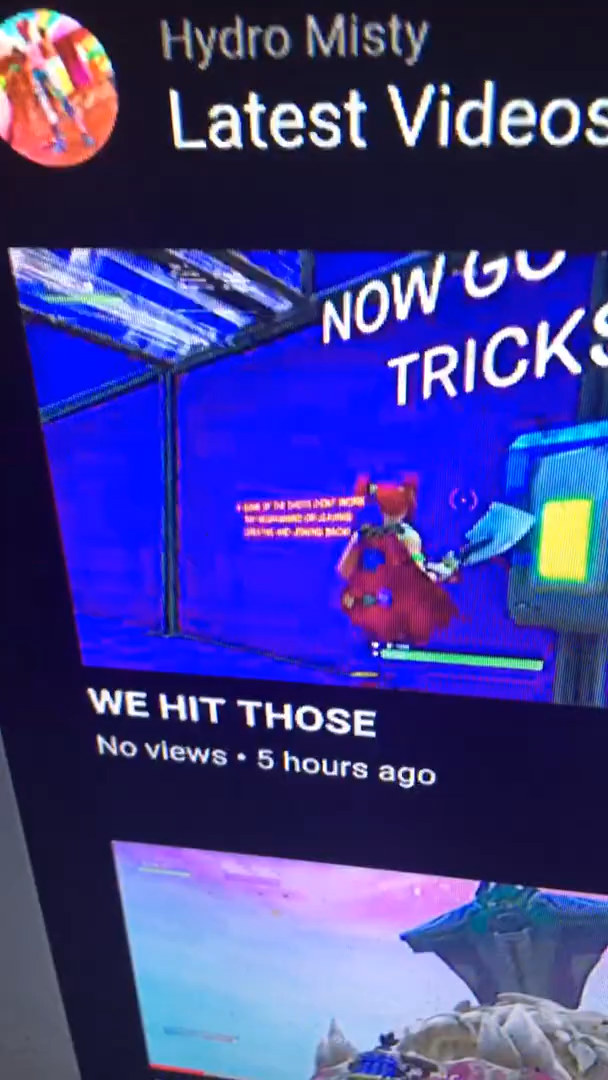 Hydro Misty
Latest Videos
NOW GO
TRICKS
WE HIT THOSE
No views • 5 hours ago